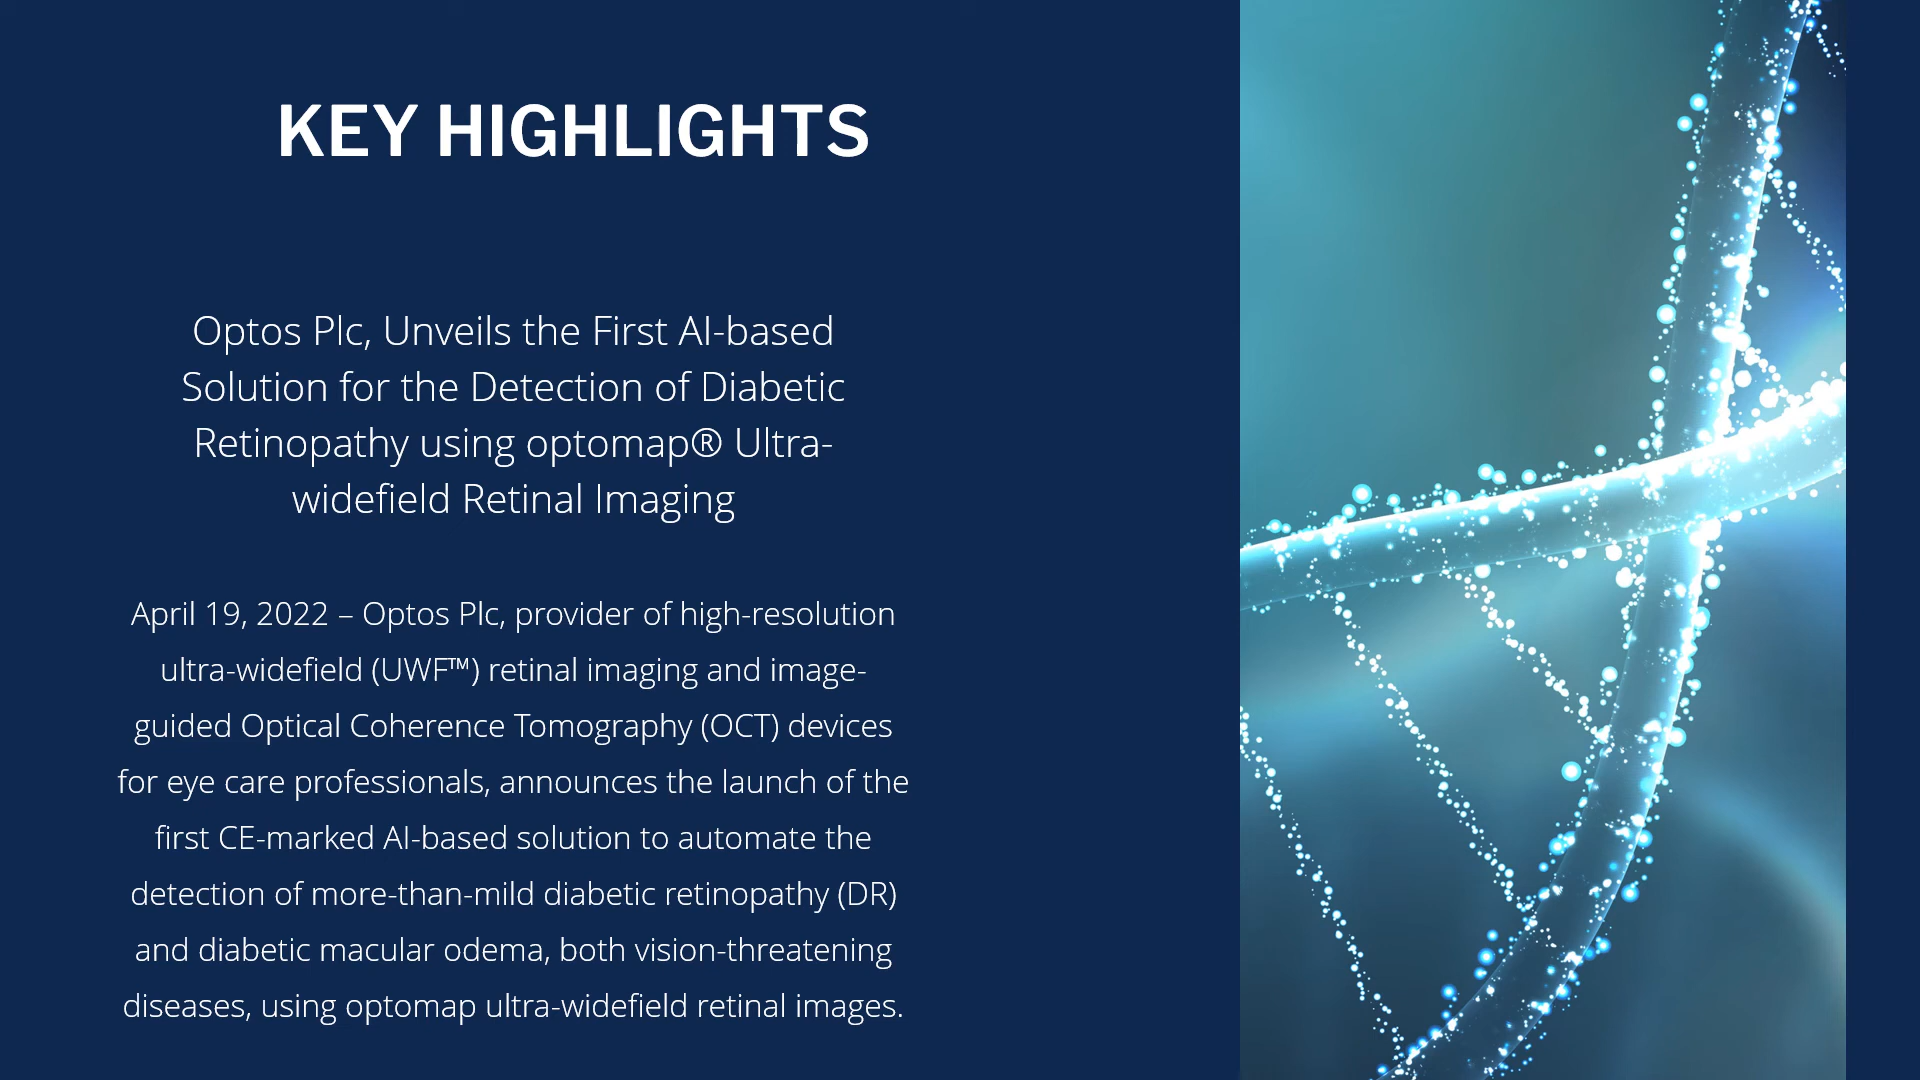 KEY HIGHLIGHTS
Optos Plc, Unveils the First AI-based
Solution for the Detection of Diabetic
Retinopathy using optomap® Ultra-
widefield Retinal Imaging
April 19, 2022 – Optos Plc, provider of high-resolution
ultra-widefield (UWF™) retinal imaging and image-
guided Optical Coherence Tomography (OCT) devices
for eye care professionals, announces the launch of the
first CE-marked AI-based solution to automate the
detection of more-than-mild diabetic retinopathy (DR)
and diabetic macular odema, both vision-threatening
diseases, using optomap ultra-widefield retinal images.